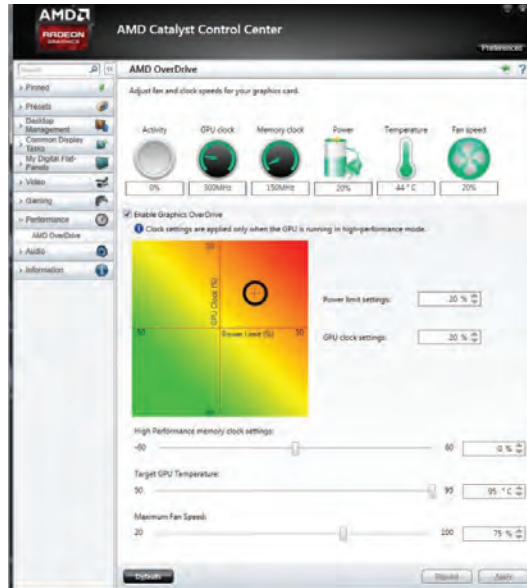 AMD
RADEON
GRAPHICS
AMD Catalyst Control Center
Preferences
Search
AMD OverDrive
?
Pinned
Presets
Desktop
Management
Common Display
Tasks
My Digital Flat-
Panels
Video
Gaming
Performance
AMD OverDrive
Audio
Information
Adjust fan and clock speeds for your graphics card.
Activity GPU clock Memory clock Power Temperature Fan speed
0% 300MHz 150MHz 20% 44 °C 20%
Enable Graphics OverDrive
Clock settings are applied only when the GPU is running in high-performance mode.
GPU Clock (%)
50 Power Limit (%) 50
Power limit settings: 20 %
GPU clock settings: 20 %
High Performance memory clock settings:
-60 60 0 %
Target GPU Temperature:
50 95 95 °C
Maximum Fan Speed:
20 100 75 %
Defaults Discard Apply